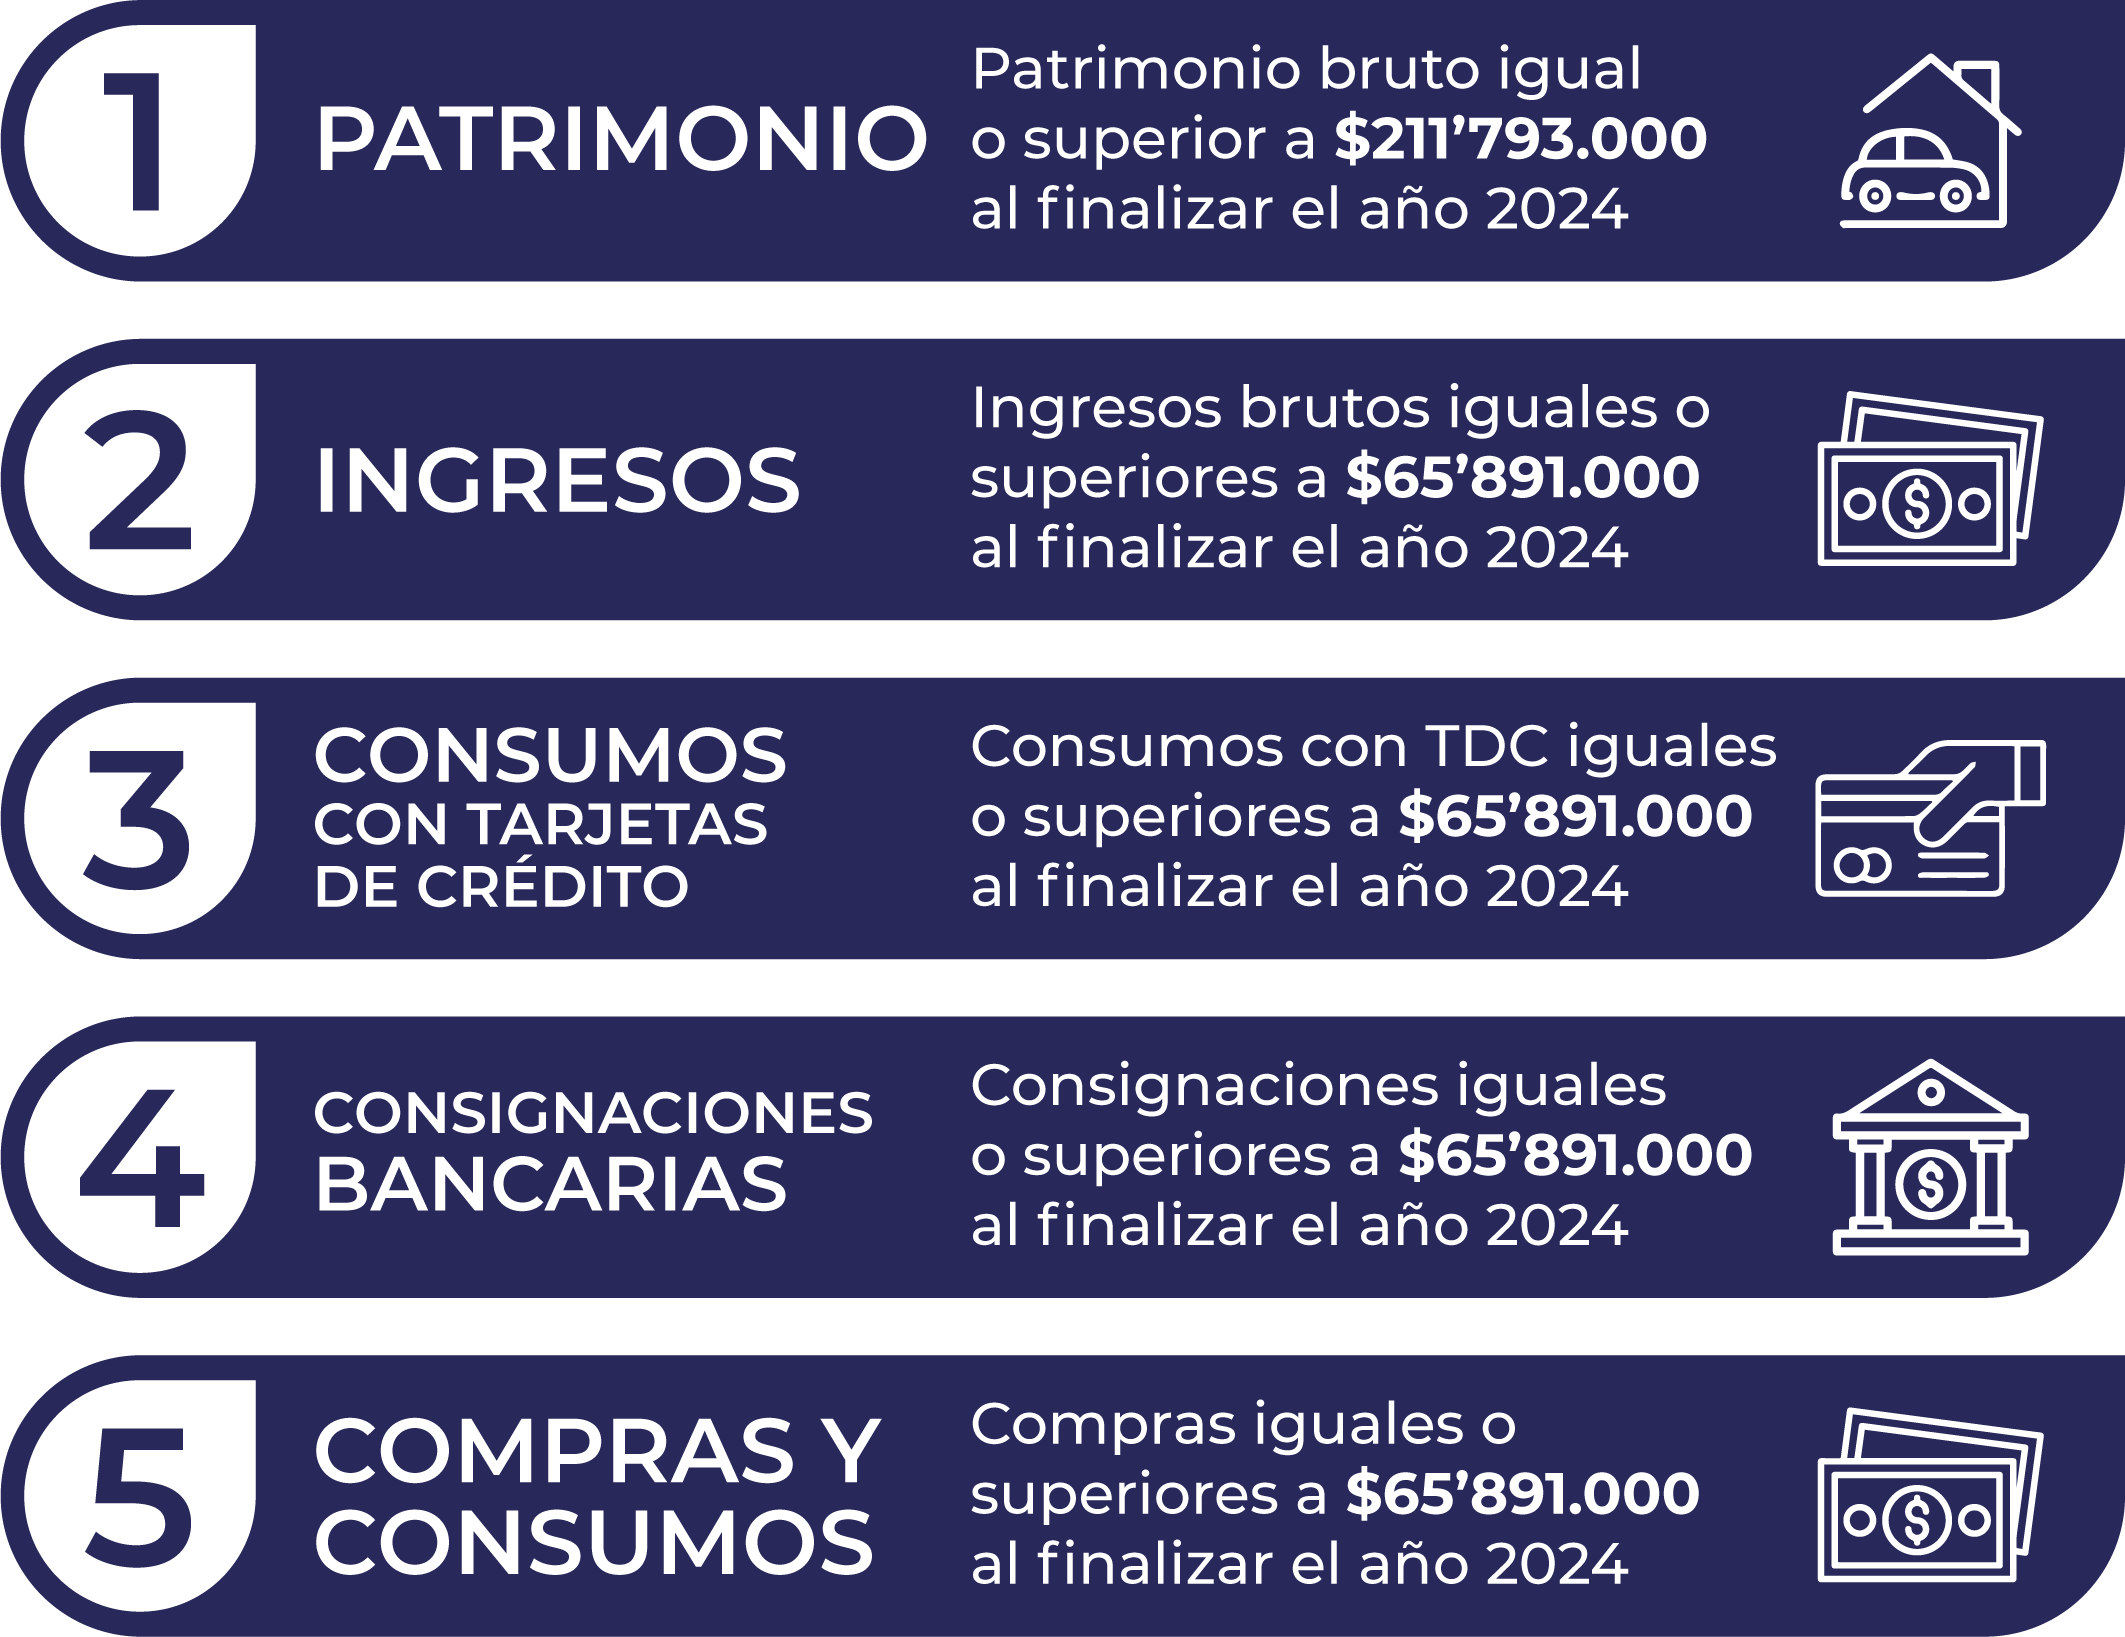 1
PATRIMONIO
Patrimonio bruto igual
o superior a $211’793.000
al finalizar el año 2024
2
INGRESOS
Ingresos brutos iguales o
superiores a $65’891.000
al finalizar el año 2024
3
CONSUMOS
CON TARJETAS
DE CRÉDITO
Consumos con TDC iguales
o superiores a $65’891.000
al finalizar el año 2024
4
CONSIGNACIONES
BANCARIAS
Consignaciones iguales
o superiores a $65’891.000
al finalizar el año 2024
5
COMPRAS Y
CONSUMOS
Compras iguales o
superiores a $65’891.000
al finalizar el año 2024